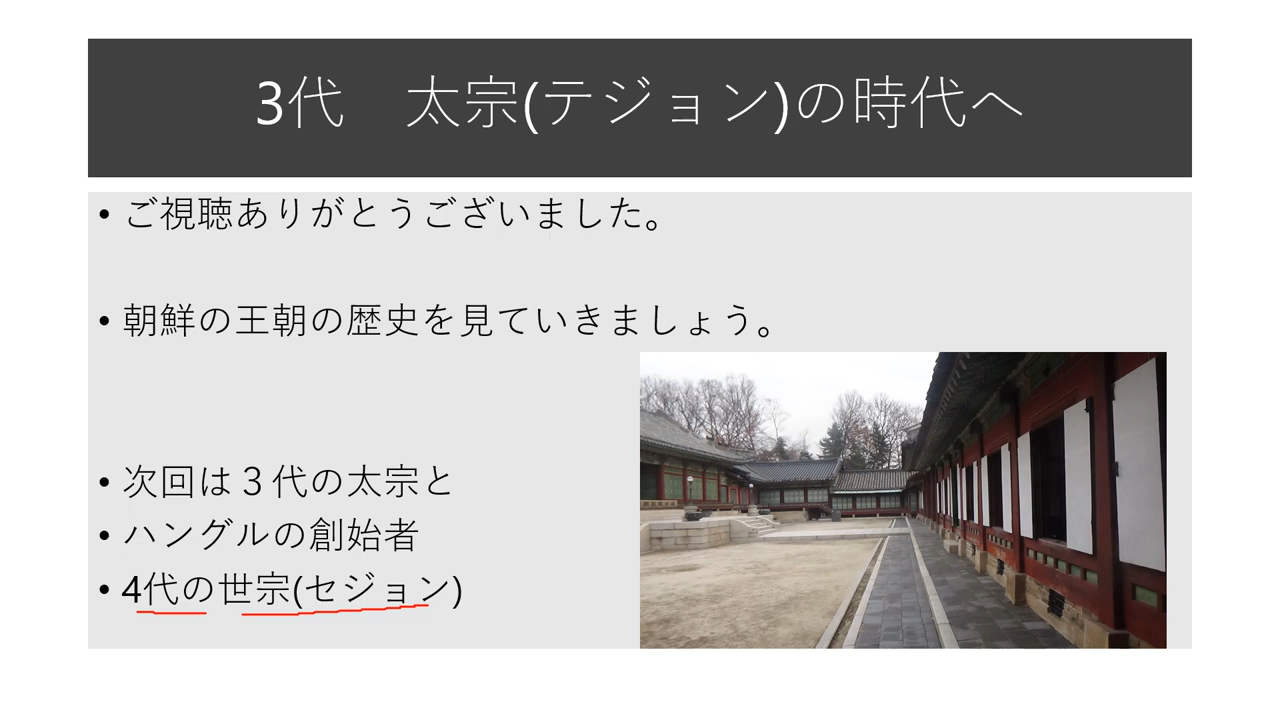 3代　太宗(テジョン)の時代へ
• ご視聴ありがとうございました。
• 朝鮮の王朝の歴史を見ていきましょう。
• 次回は３代の太宗と
• ハングルの創始者
• 4代の世宗(セジョン)